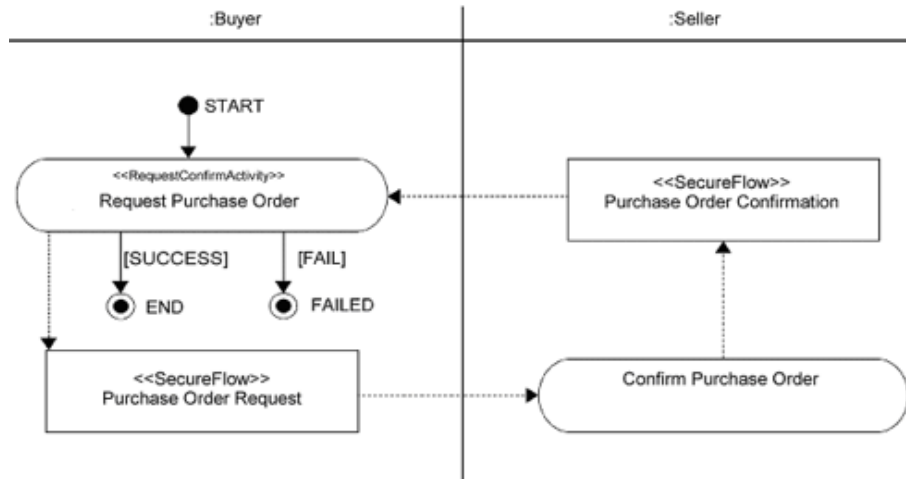 :Buyer
:Seller
START
<<RequestConfirmActivity>>
Request Purchase Order
<<SecureFlow>>
Purchase Order Confirmation
[SUCCESS]
[FAIL]
END
FAILED
<<SecureFlow>>
Purchase Order Request
Confirm Purchase Order